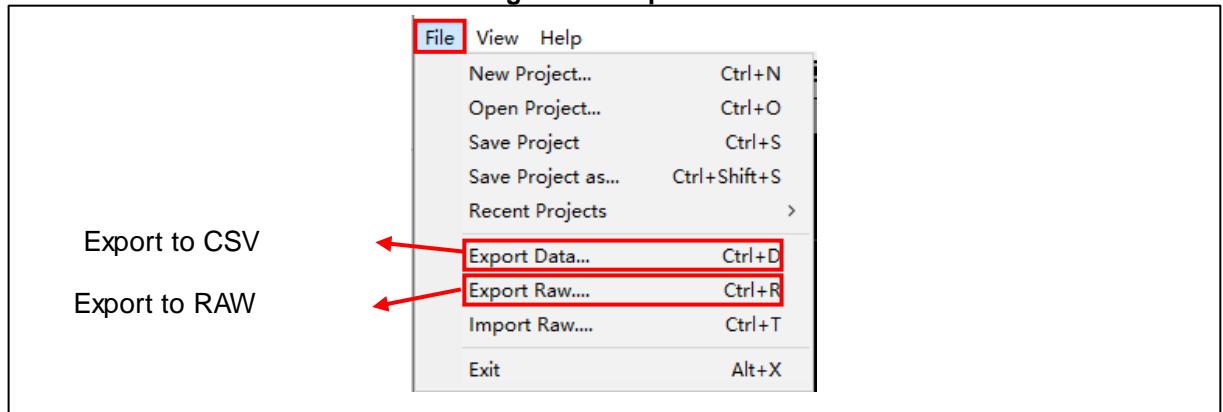 File View Help
New Project... Ctrl+N
Open Project... Ctrl+O
Save Project Ctrl+S
Save Project as... Ctrl+Shift+S
Recent Projects >
Export to CSV
Export Data... Ctrl+D
Export to RAW
Export Raw.... Ctrl+R
Import Raw.... Ctrl+T
Exit Alt+X